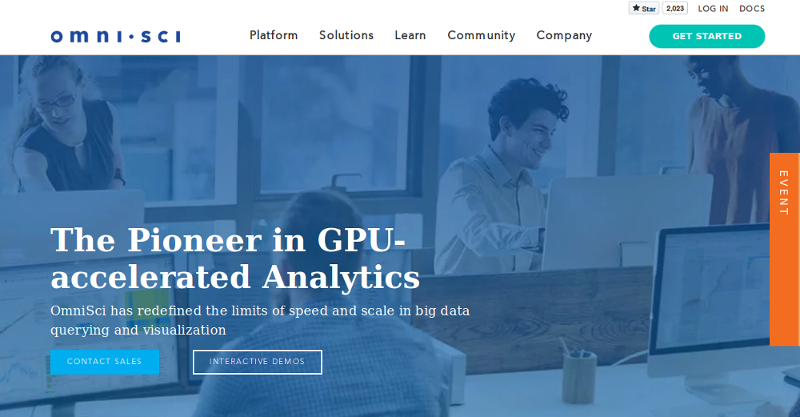 Star 2,023 LOG IN DOCS
omni·sci Platform Solutions Learn Community Company GET STARTED
EVENT
The Pioneer in GPU-
accelerated Analytics
OmniSci has redefined the limits of speed and scale in big data
querying and visualization
CONTACT SALES INTERACTIVE DEMOS